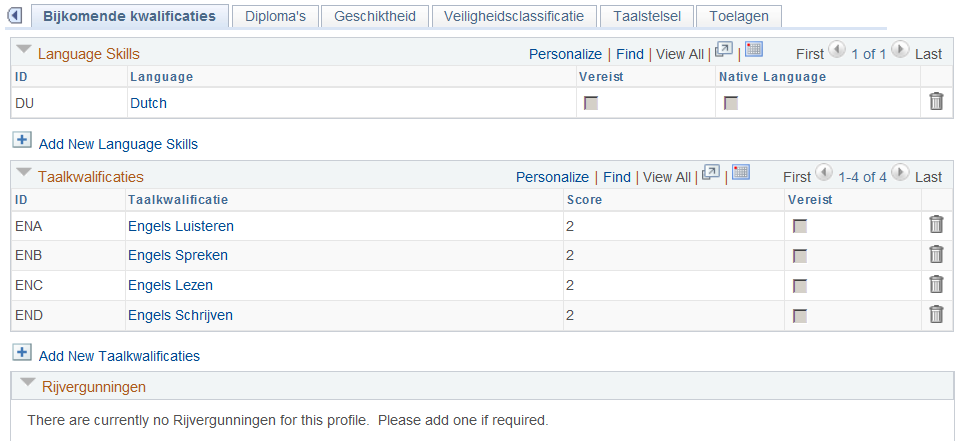 Bijkomende kwalificaties Diploma's Geschiktheid Veiligheidsclassificatie Taalstelsel Toelagen
Language Skills Personalize | Find | View All | | First 1 of 1 Last
ID Language Vereist Native Language
DU Dutch
Add New Language Skills
Taalkwalificaties Personalize | Find | View All | | First 1-4 of 4 Last
ID Taalkwalificatie Score Vereist
ENA Engels Luisteren 2
ENB Engels Spreken 2
ENC Engels Lezen 2
END Engels Schrijven 2
Add New Taalkwalificaties
Rijvergunningen
There are currently no Rijvergunningen for this profile. Please add one if required.